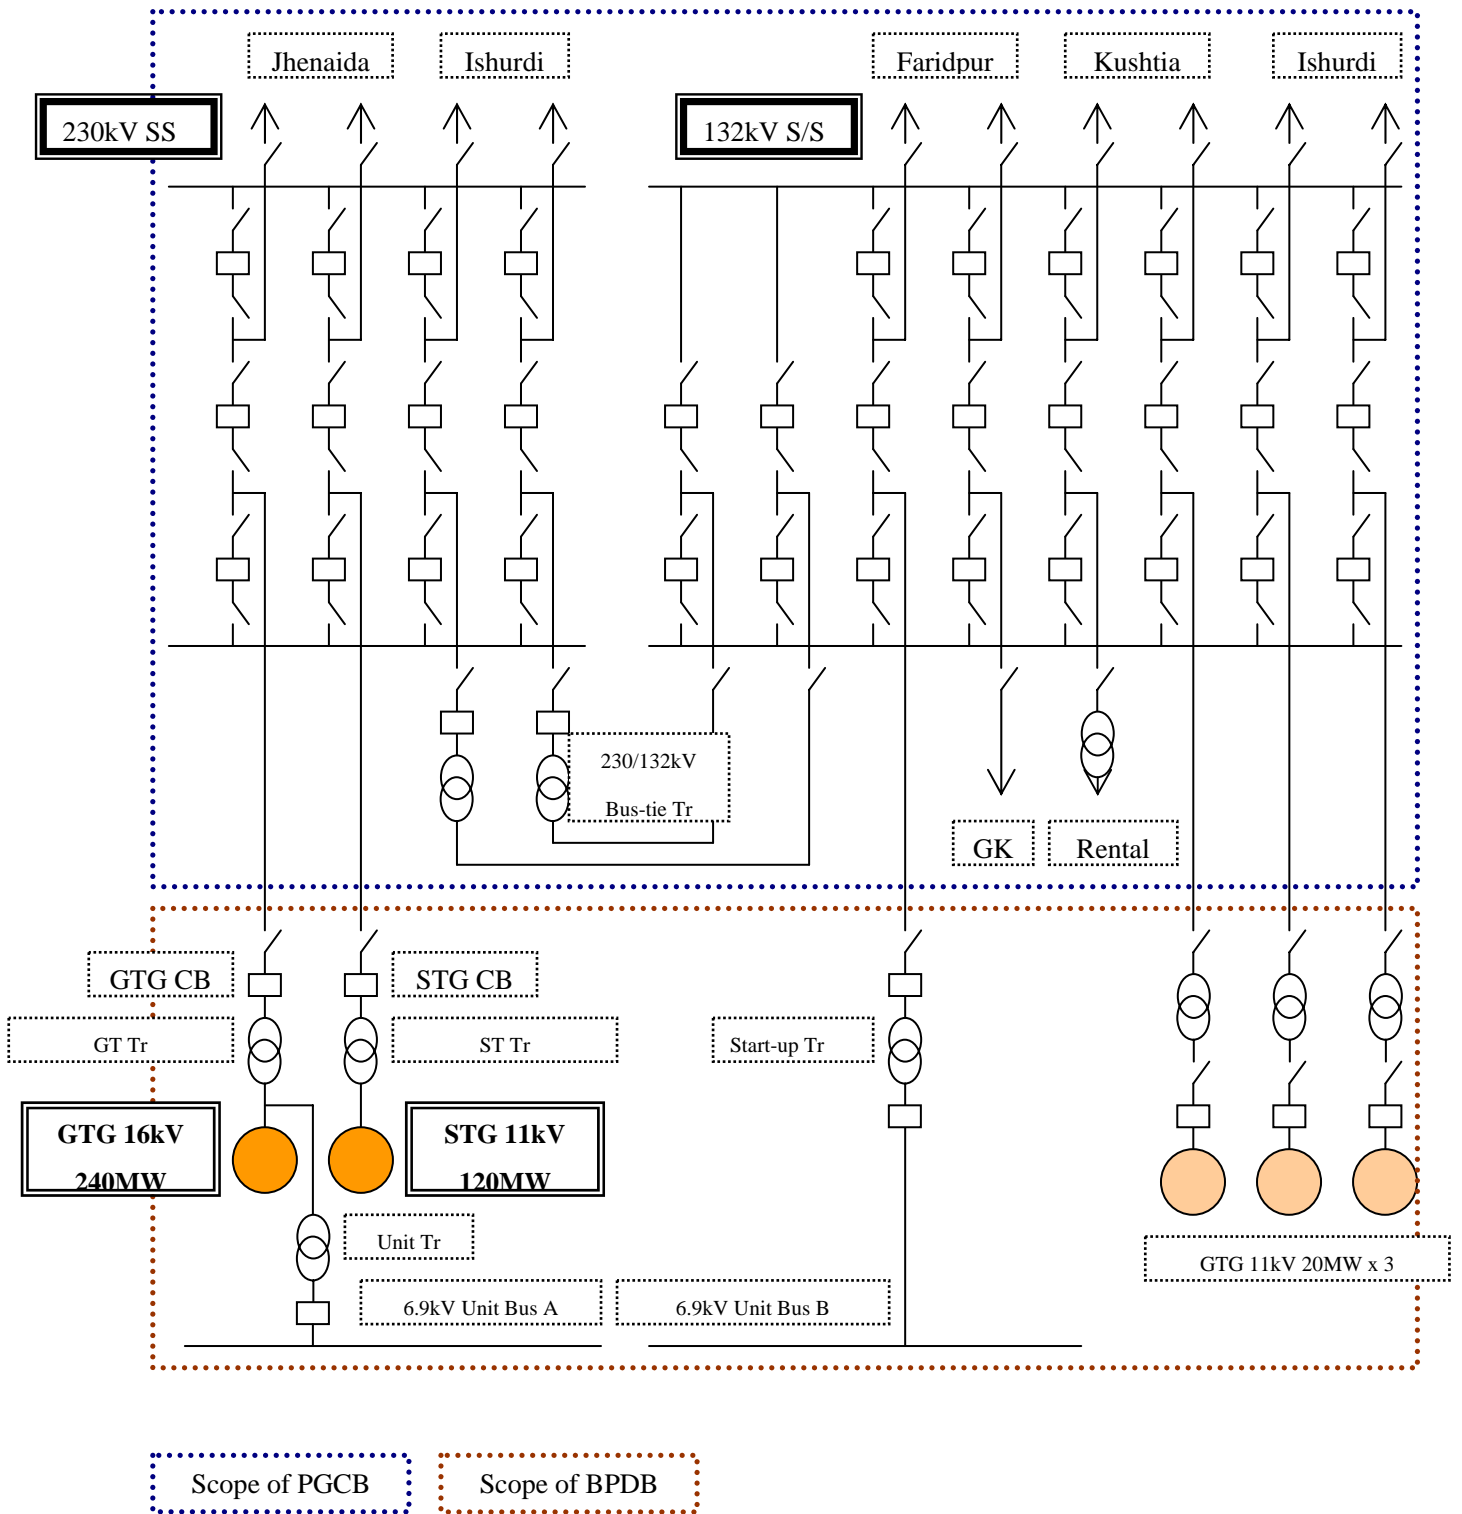 Jhenaida
Ishurdi
Faridpur
Kushtia
Ishurdi
230kV SS
132kV S/S
230/132kV
Bus-tie Tr
GK
Rental
GTG CB
STG CB
GT Tr
ST Tr
Start-up Tr
GTG 16kV
240MW
STG 11kV
120MW
Unit Tr
GTG 11kV 20MW x 3
6.9kV Unit Bus A
6.9kV Unit Bus B
Scope of PGCB
Scope of BPDB